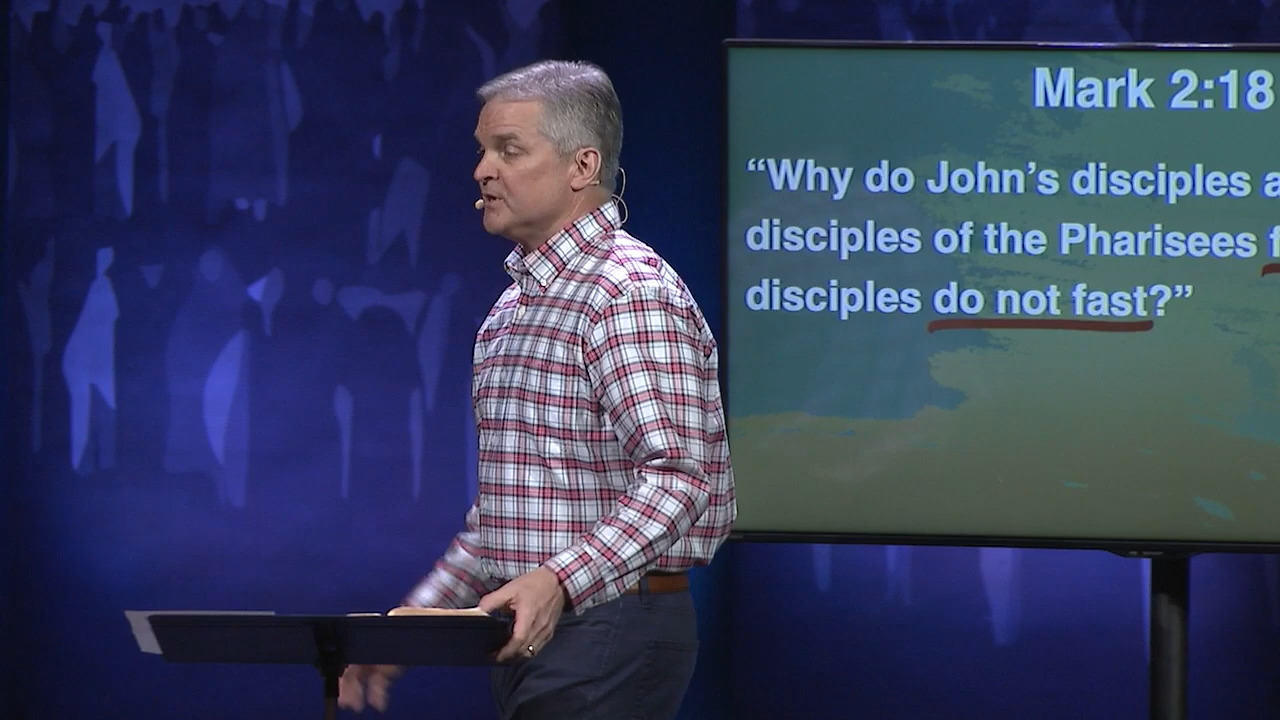 Mark 2:18
“Why do John’s disciples
disciples of the Pharisees
disciples do not fast?”